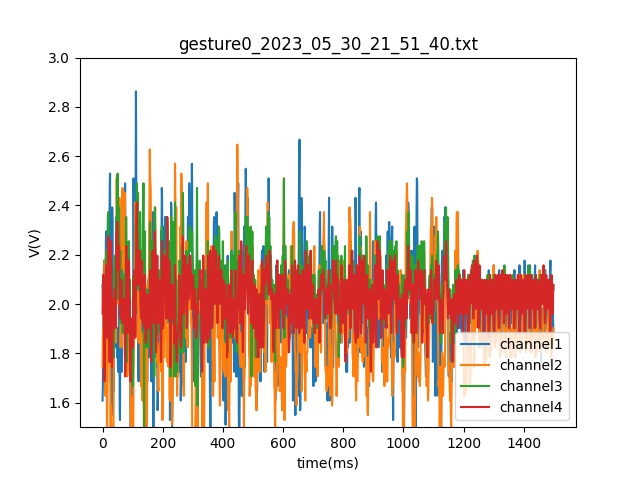 gesture0_2023_05_30_21_51_40.txt
3.0
2.8
2.6
2.4
2.2
2.0
1.8
1.6
V(V)
channel1
channel2
channel3
channel4
0 200 400 600 800 1000 1200 1400
time(ms)